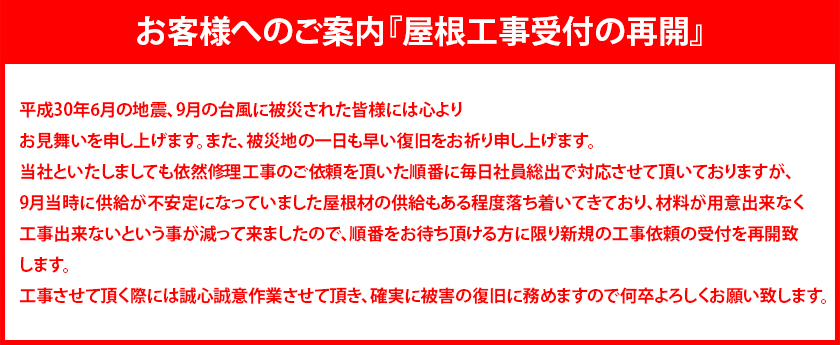 お客様へのご案内『屋根工事受付の再開』
平成30年6月の地震、9月の台風に被災された皆様には心より
お見舞いを申し上げます。また、被災地の一日も早い復旧をお祈り申し上げます。
当社といたしましても依然修理工事のご依頼を頂いた順番に毎日社員総出で対応させて頂いておりますが、
9月当時に供給が不安定になっていました屋根材の供給もある程度落ち着いてきており、材料が用意出来なく
工事出来ないという事が減って来ましたので、順番をお待ち頂ける方に限り新規の工事依頼の受付を再開致
します。
工事させて頂く際には誠心誠意作業させて頂き、確実に被害の復旧に務めますので何卒よろしくお願い致します。